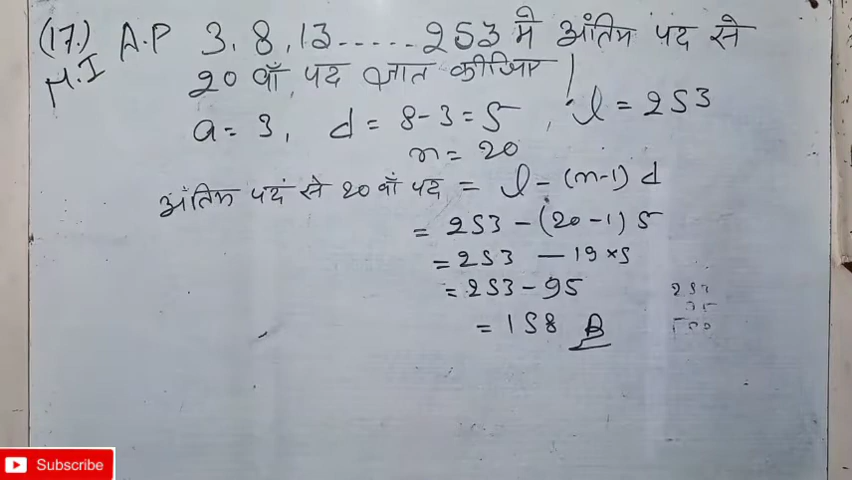 (17.) A.P 3, 8, 13.....253 में अंतिम पद से
M.I 20 वाँ पद ज्ञात कीजिए।
a = 3, d = 8-3 = 5, l = 253
n = 20
अंतिम पद से 20 वाँ पद = l - (n-1) d
= 253 - (20-1) 5
= 253 - 19 × 5
= 253 - 95
= 158
253
Subscribe